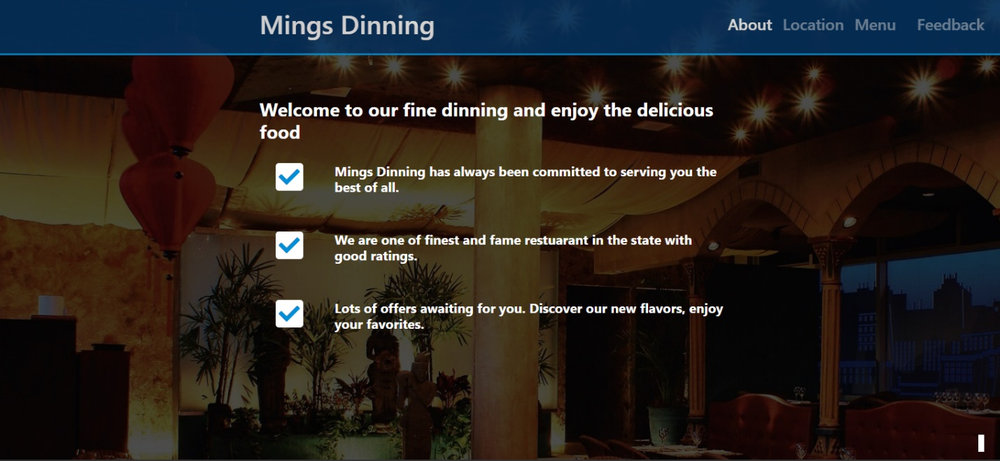 Mings Dinning
About Location Menu Feedback
Welcome to our fine dinning and enjoy the delicious
food
Mings Dinning has always been committed to serving you the
best of all.
We are one of finest and fame restuarant in the state with
good ratings.
Lots of offers awaiting for you. Discover our new flavors, enjoy
your favorites.